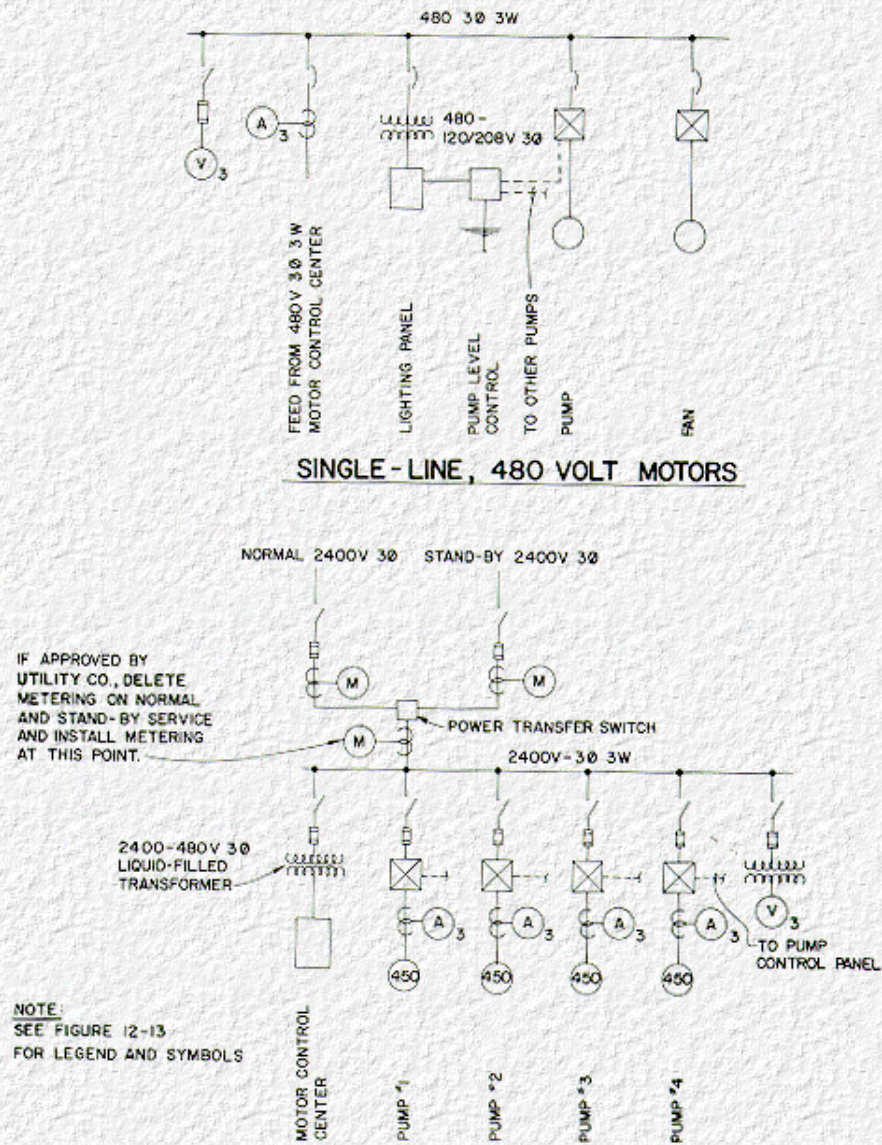 480 3Ø 3W
A
3
V
3
480-
120/208V 3Ø
FEED FROM 480V 3Ø 3W
MOTOR CONTROL CENTER
LIGHTING PANEL
PUMP LEVEL
CONTROL
TO OTHER PUMPS
PUMP
FAN
SINGLE-LINE, 480 VOLT MOTORS
NORMAL 2400V 3Ø
STAND-BY 2400V 3Ø
IF APPROVED BY
UTILITY CO., DELETE
METERING ON NORMAL
AND STAND-BY SERVICE
AND INSTALL METERING
AT THIS POINT.
M
M
M
POWER TRANSFER SWITCH
2400V-3Ø 3W
2400-480V 3Ø
LIQUID-FILLED
TRANSFORMER
A
3
A
3
A
3
A
3
V
3
450
450
450
450
TO PUMP
CONTROL PANEL
NOTE:
SEE FIGURE 12-13
FOR LEGEND AND SYMBOLS
MOTOR CONTROL
CENTER
PUMP #1
PUMP #2
PUMP #3
PUMP #4